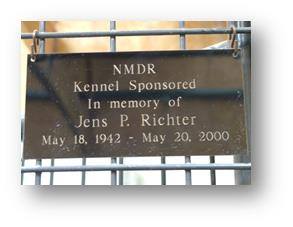 NMDR
Kennel Sponsored
In memory of
Jens P. Richter
May 18, 1942 - May 20, 2000